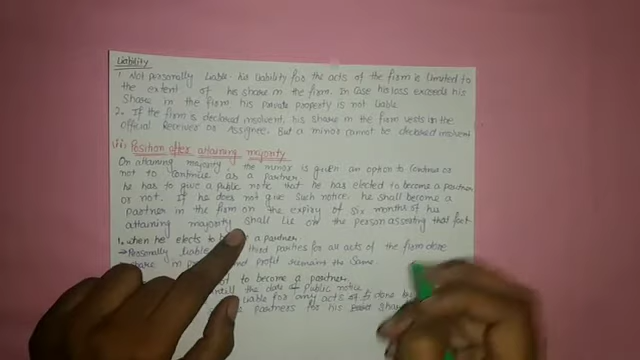 Liability
1. Not personally liable his liability for the acts of the firm is limited to
the extent of his share in the firm. In case his loss exceeds his
share in the firm his private property is not liable.
2. If the firm is declared insolvent, his share in the firm vests in the
Official Receiver or Assignee. But a minor cannot be declared insolvent
(ii) Position after attaining majority
On attaining majority, the minor is given an option to continue or
not to continue as a partner
he has to give a public note that he has elected to become a partner
or not. If he does not give such notice, he shall become a
partner in the firm on the expiry of six months of his
attaining majority shall lie on the person asserting that fact
1. when he elects to a partner
→ Personally liable third parties for all acts of the firm done
share in and profit remain the same.
to become a partner
the date of public notice
liable for any acts of done by
partners for his share